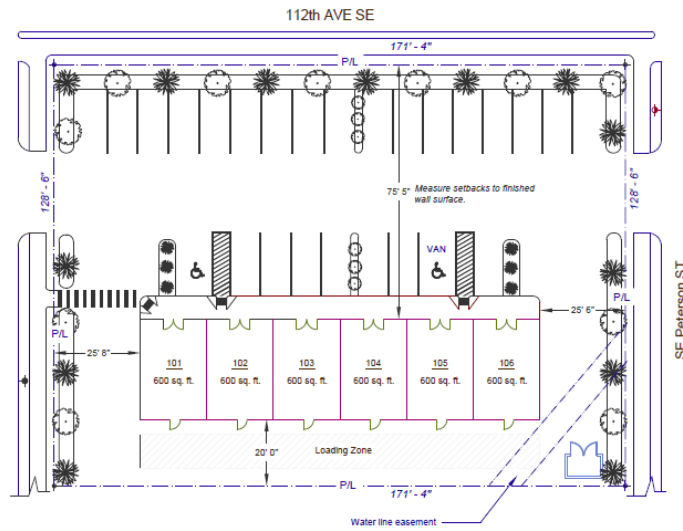 112th AVE SE
171' - 4"
P/L
128' - 6"
75' 5"
Measure setbacks to finished
wall surface.
128' - 6"
VAN
SE Peterson ST
P/L
P/L
25' 8"
25' 6"
101
600 sq. ft.
102
600 sq. ft.
103
600 sq. ft.
104
600 sq. ft.
105
600 sq. ft.
106
600 sq. ft.
20' 0"
Loading Zone
P/L
171' - 4"
Water line easement